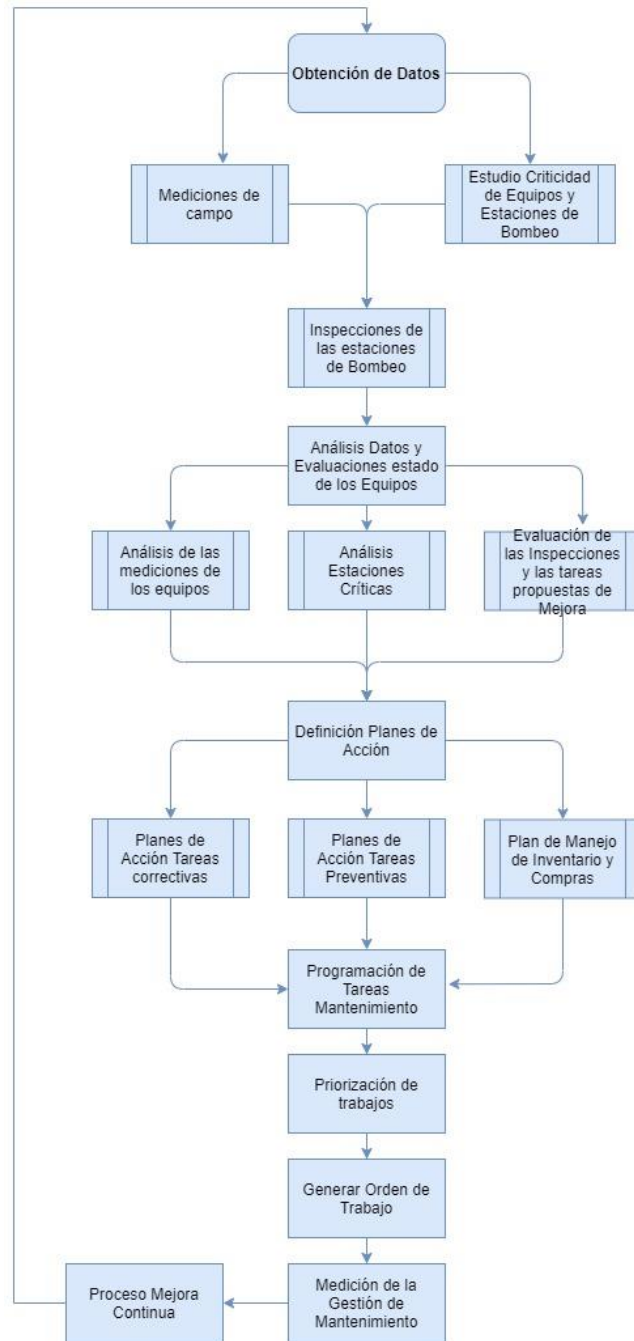 Obtención de Datos
Mediciones de
campo
Estudio Criticidad
de Equipos y
Estaciones de
Bombeo
Inspecciones de
las estaciones
de Bombeo
Análisis Datos y
Evaluaciones estado
de los Equipos
Análisis de las
mediciones de
los equipos
Análisis
Estaciones
Críticas
Evaluación de
las Inspecciones
y las tareas
propuestas de
Mejora
Definición Planes de
Acción
Planes de
Acción Tareas
correctivas
Planes de
Acción Tareas
Preventivas
Plan de Manejo
de Inventario y
Compras
Programación de
Tareas
Mantenimiento
Priorización de
trabajos
Generar Orden de
Trabajo
Medición de la
Gestión de
Mantenimiento
Proceso Mejora
Continua